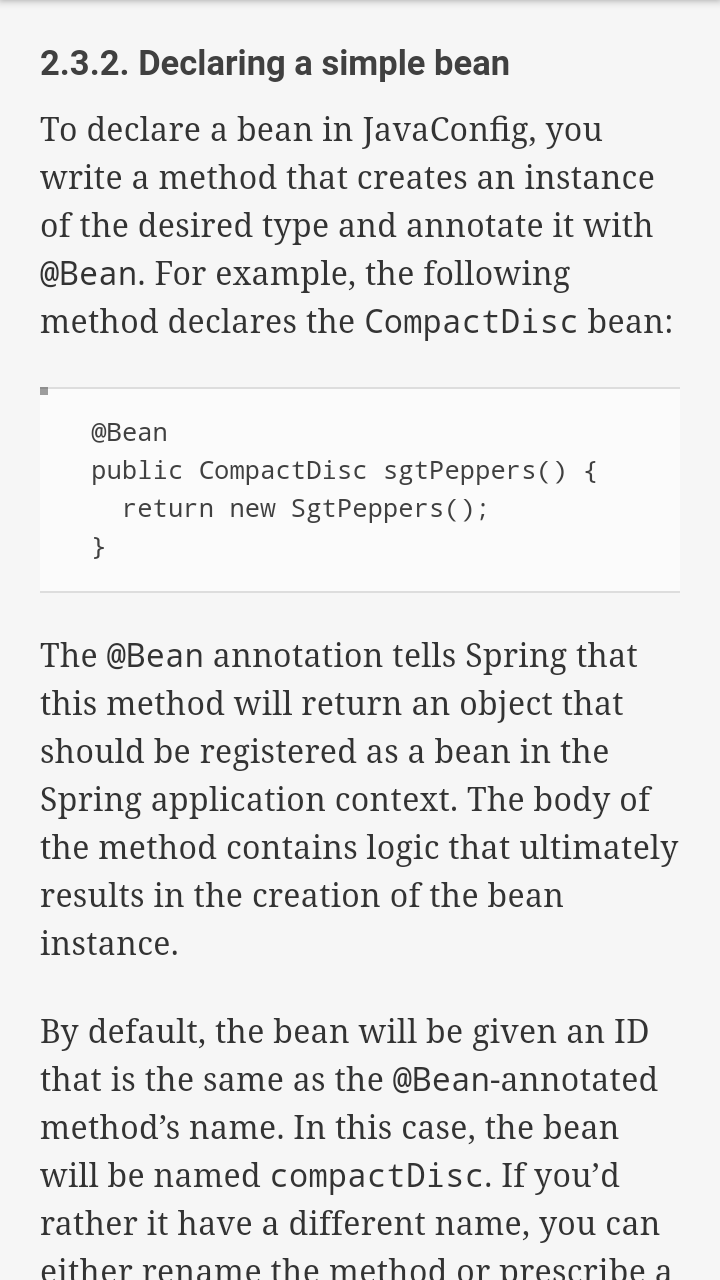 2.3.2. Declaring a simple bean
To declare a bean in JavaConfig, you
write a method that creates an instance
of the desired type and annotate it with
@Bean. For example, the following
method declares the CompactDisc bean:
@Bean
public CompactDisc sgtPeppers() {
  return new SgtPeppers();
}
The @Bean annotation tells Spring that
this method will return an object that
should be registered as a bean in the
Spring application context. The body of
the method contains logic that ultimately
results in the creation of the bean
instance.
By default, the bean will be given an ID
that is the same as the @Bean-annotated
method’s name. In this case, the bean
will be named compactDisc. If you’d
rather it have a different name, you can
either rename the method or prescribe a